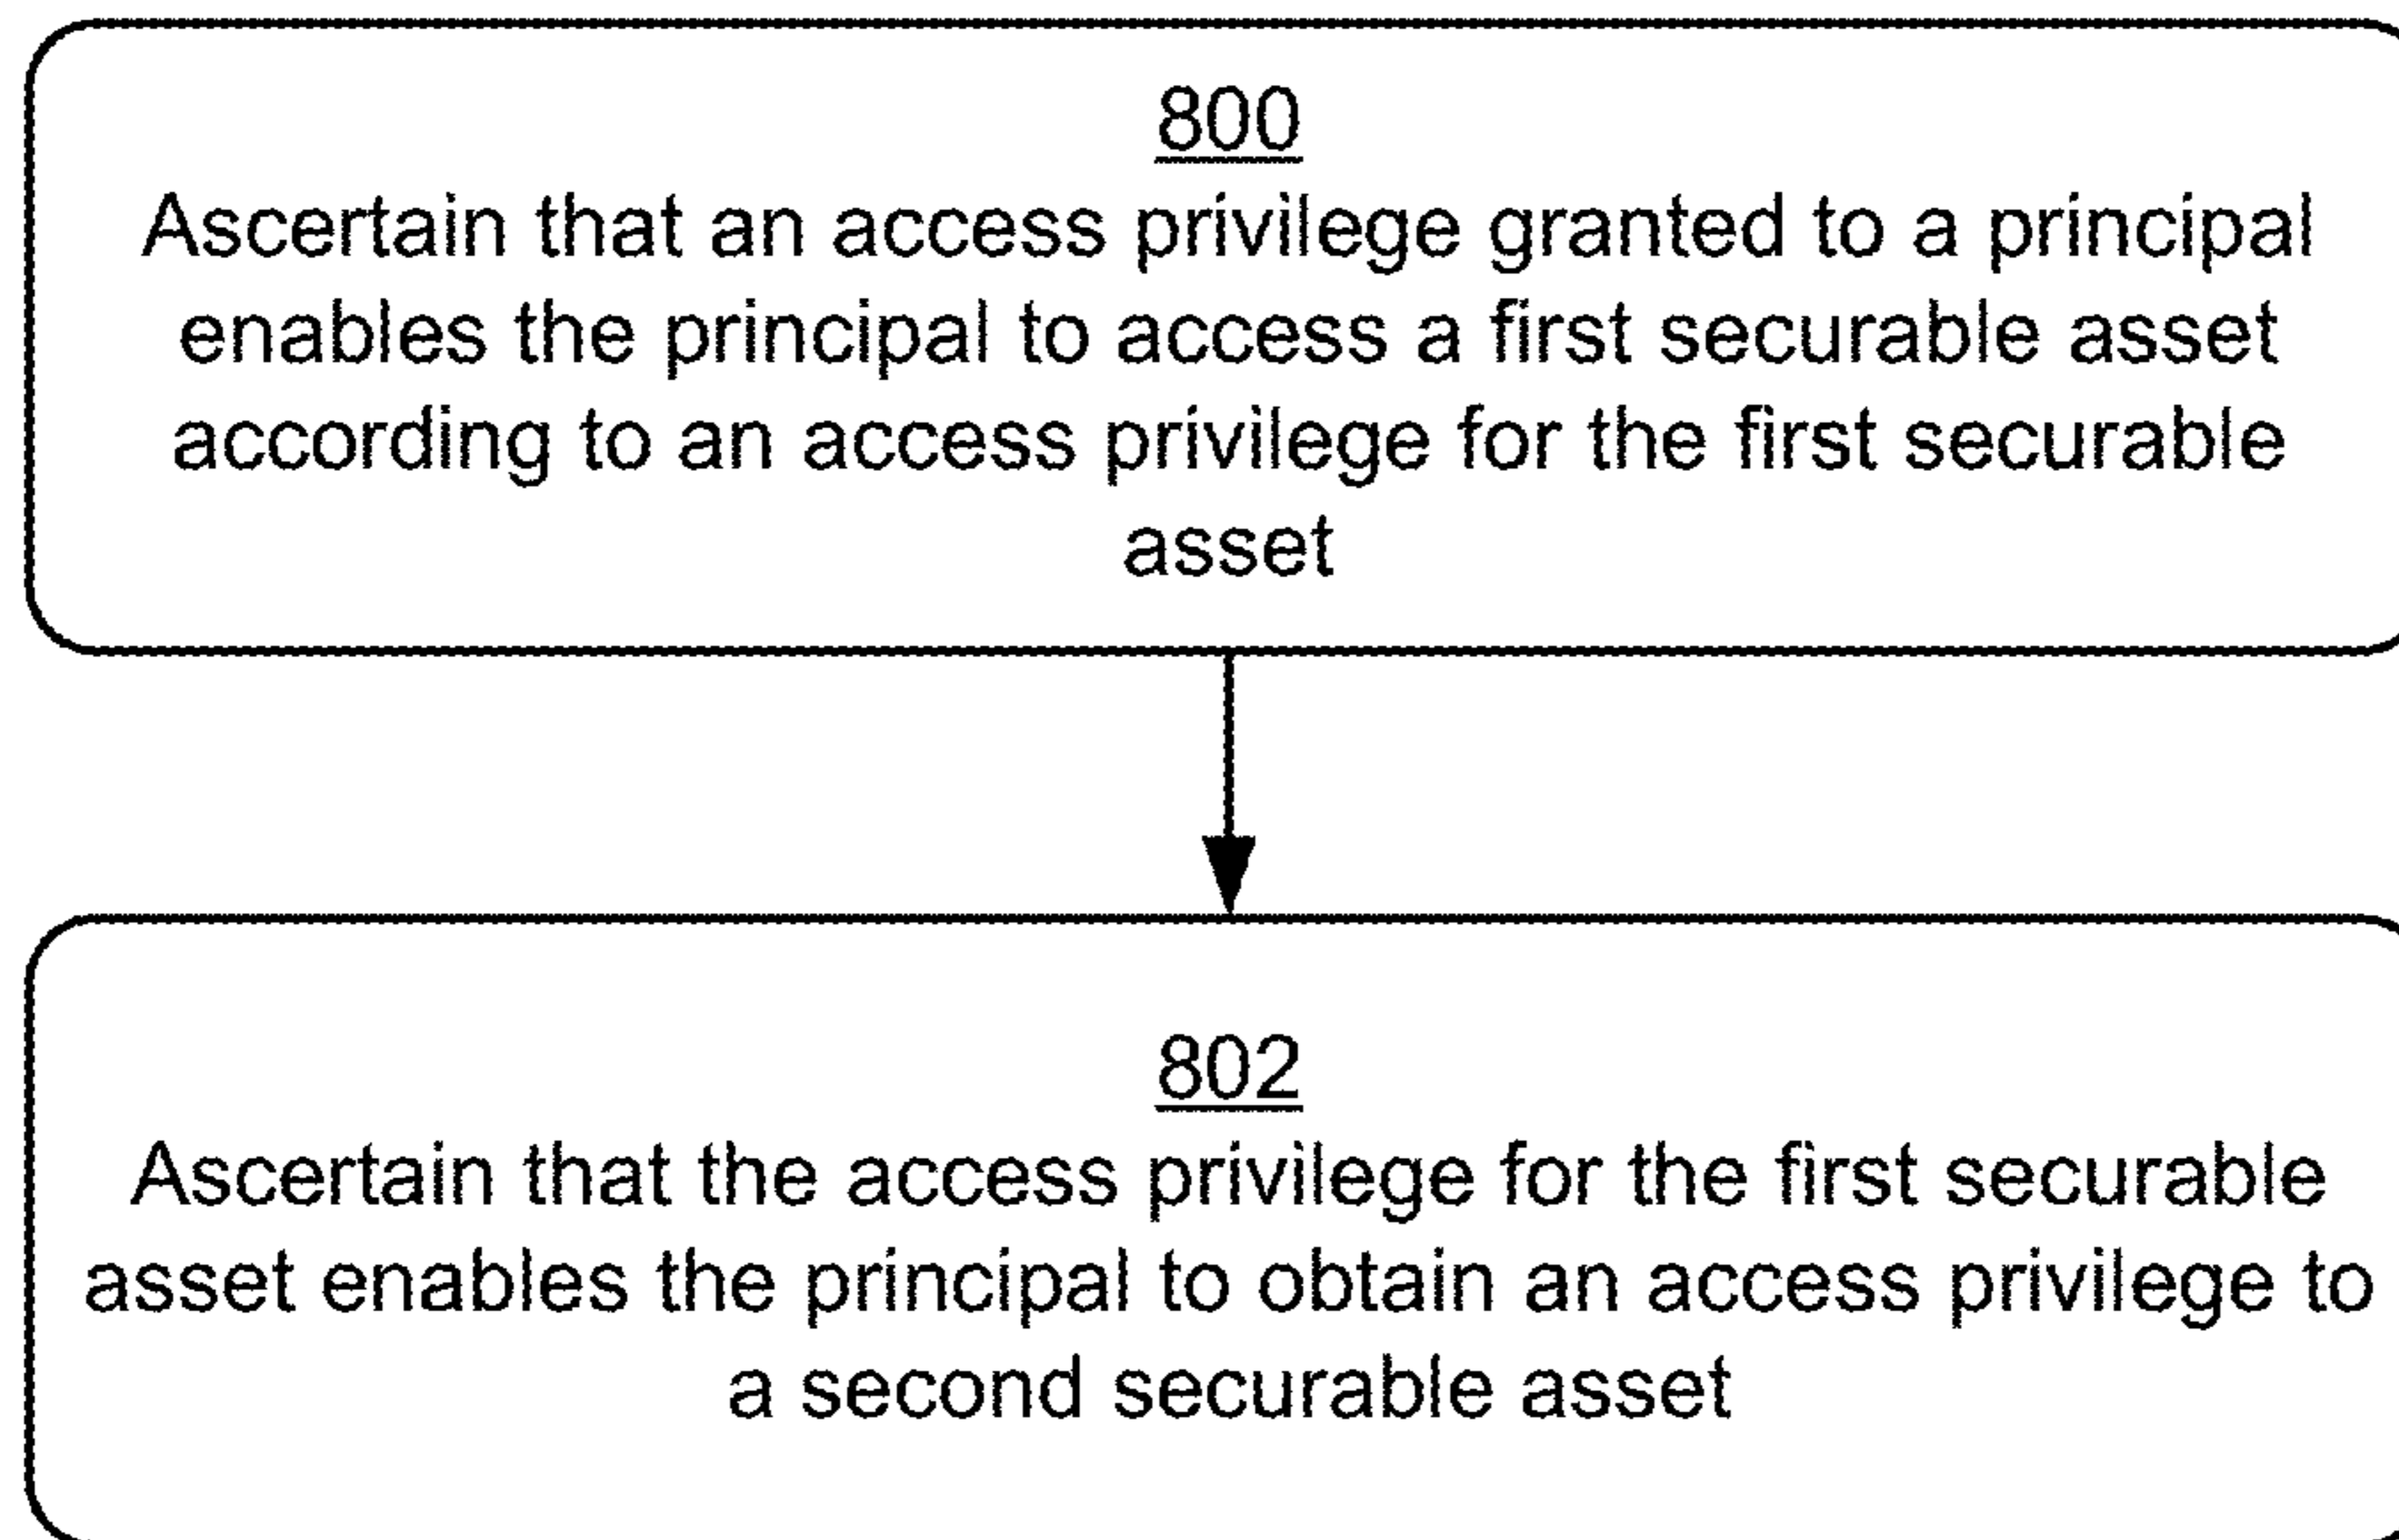 800
Ascertain that an access privilege granted to a principal
enables the principal to access a first securable asset
according to an access privilege for the first securable
asset
802
Ascertain that the access privilege for the first securable
asset enables the principal to obtain an access privilege to
a second securable asset